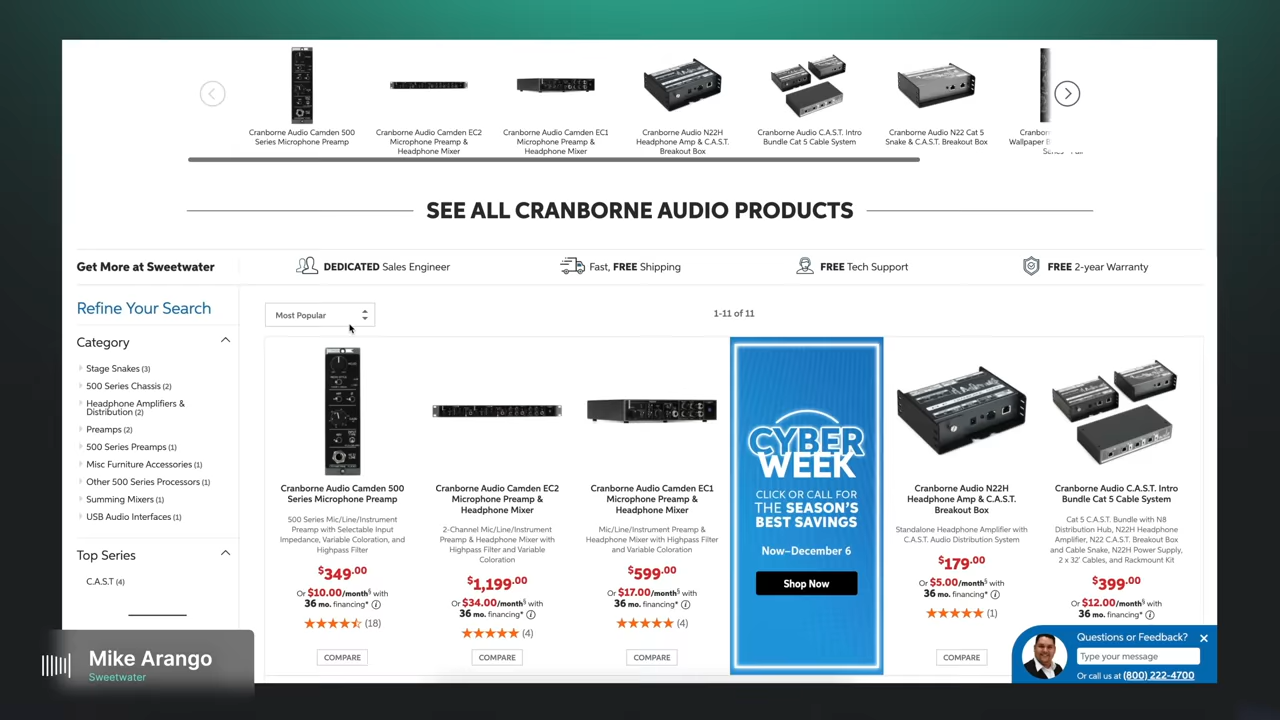 Cranborne Audio Camden 500
Series Microphone Preamp
Cranborne Audio Camden EC2
Microphone Preamp &
Headphone Mixer
Cranborne Audio Camden EC1
Microphone Preamp &
Headphone Mixer
Cranborne Audio N22H
Headphone Amp & C.A.S.T.
Breakout Box
Cranborne Audio C.A.S.T. Intro
Bundle Cat 5 Cable System
Cranborne Audio N22 Cat 5
Snake & C.A.S.T. Breakout Box
SEE ALL CRANBORNE AUDIO PRODUCTS
Get More at Sweetwater
DEDICATED Sales Engineer
Fast, FREE Shipping
FREE Tech Support
FREE 2-year Warranty
Refine Your Search
Category
Stage Snakes (3)
500 Series Chassis (2)
Headphone Amplifiers &
Distribution (2)
Preamps (2)
500 Series Preamps (1)
Misc Furniture Accessories (1)
Other 500 Series Processors (1)
Summing Mixers (1)
USB Audio Interfaces (1)
Top Series
C.A.S.T (4)
Most Popular
1-11 of 11
Cranborne Audio Camden 500
Series Microphone Preamp
500 Series Mic/Line/Instrument
Preamp with Selectable Input
Impedance, Variable Coloration, and
Highpass Filter
$349.00
Or $10.00/month§ with
36 mo. financing* ⓘ
(18)
COMPARE
Cranborne Audio Camden EC2
Microphone Preamp &
Headphone Mixer
2-Channel Mic/Line/Instrument
Preamp & Headphone Mixer with
Highpass Filter and Variable
Coloration
$1,199.00
Or $34.00/month§ with
36 mo. financing* ⓘ
(4)
COMPARE
Cranborne Audio Camden EC1
Microphone Preamp &
Headphone Mixer
Mic/Line/Instrument Preamp &
Headphone Mixer with Highpass Filter
and Variable Coloration
$599.00
Or $17.00/month§ with
36 mo. financing* ⓘ
(4)
COMPARE
CYBER
WEEK
CLICK OR CALL FOR
THE SEASON'S
BEST SAVINGS
Now–December 6
Shop Now
Cranborne Audio N22H
Headphone Amp & C.A.S.T.
Breakout Box
Standalone Headphone Amplifier with
C.A.S.T. Audio Distribution System
$179.00
Or $5.00/month§ with
36 mo. financing* ⓘ
(1)
COMPARE
Cranborne Audio C.A.S.T. Intro
Bundle Cat 5 Cable System
Cat 5 C.A.S.T. Bundle with N8
Distribution Hub, N22H Headphone
Amplifier, N22 C.A.S.T. Breakout Box
and Cable Snake, N22H Power Supply,
2 x 32' Cables, and Rackmount Kit
$399.00
Or $12.00/month§ with
36 mo. financing* ⓘ
Questions or Feedback?
Type your message
Or call us at (800) 222-4700
Mike Arango
Sweetwater